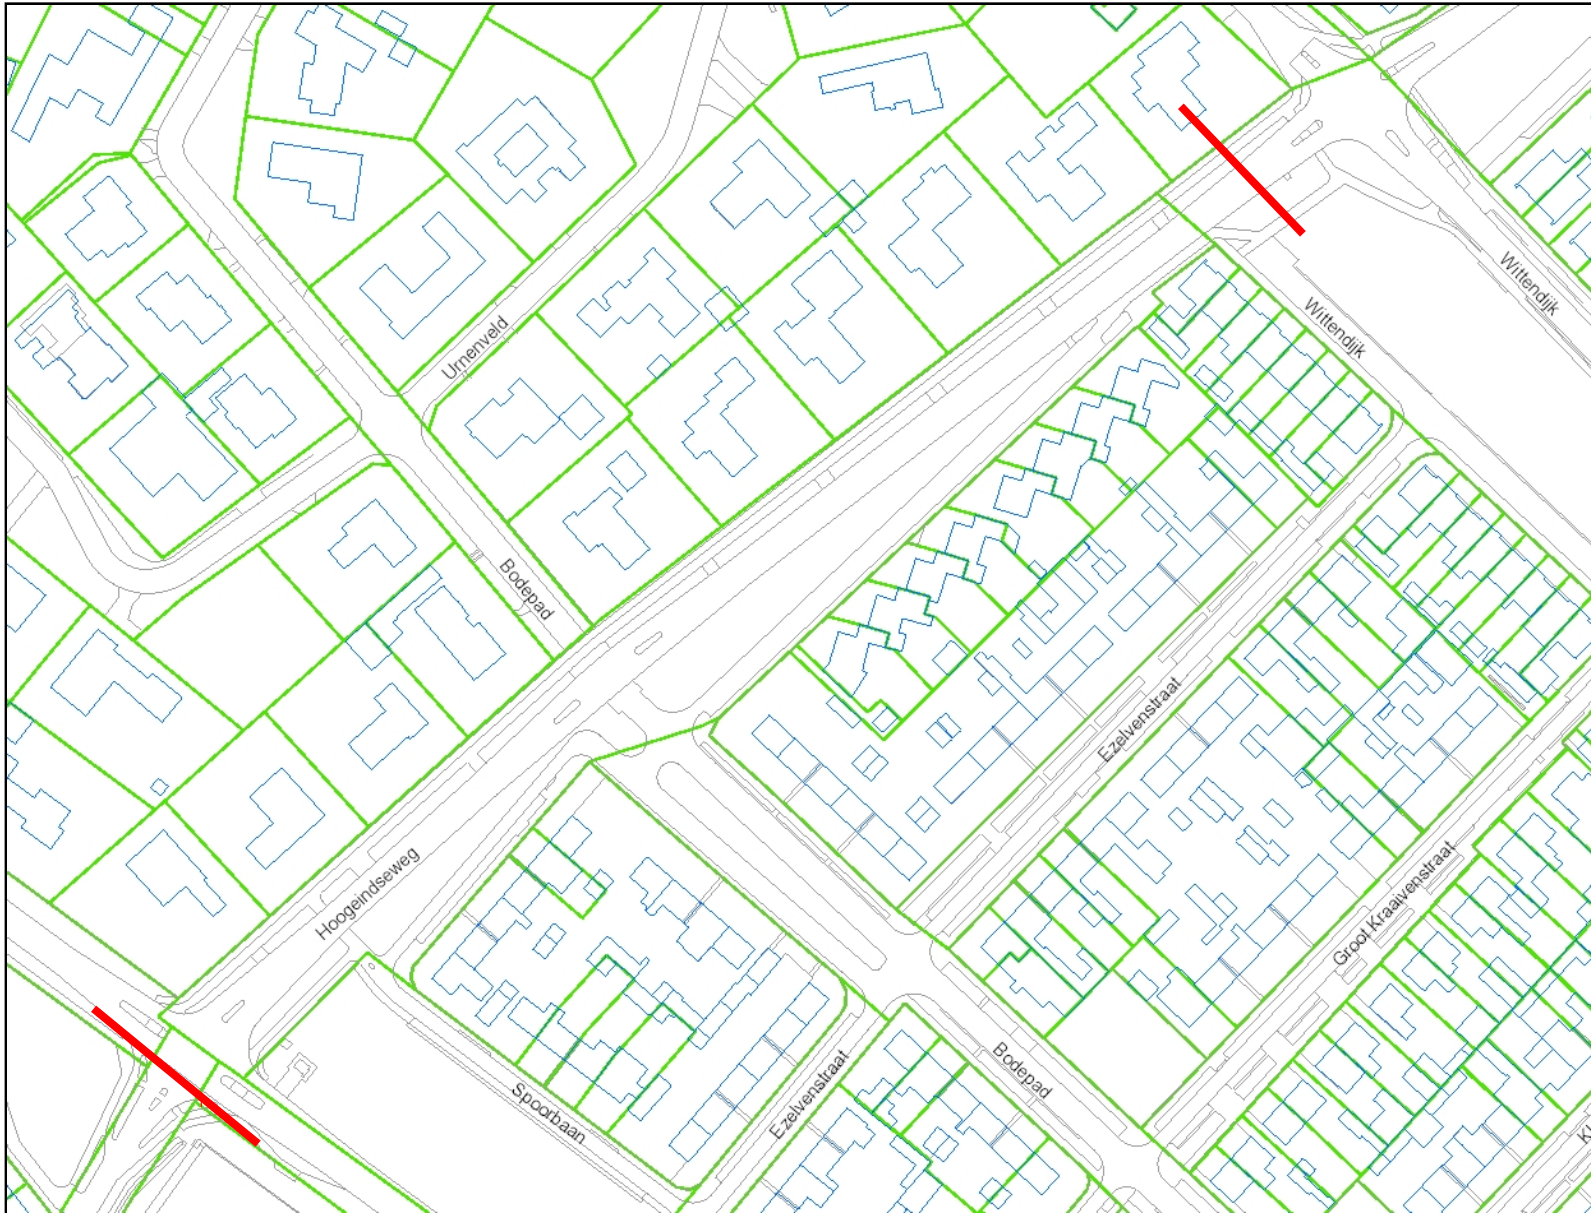 Wittendijk
Wittendijk
Urnenveld
Bodepad
Ezelvenstraat
Hoogeindseweg
Groot Kraaivenstraat
Bodepad
Spoorbaan
Ezelvenstraat